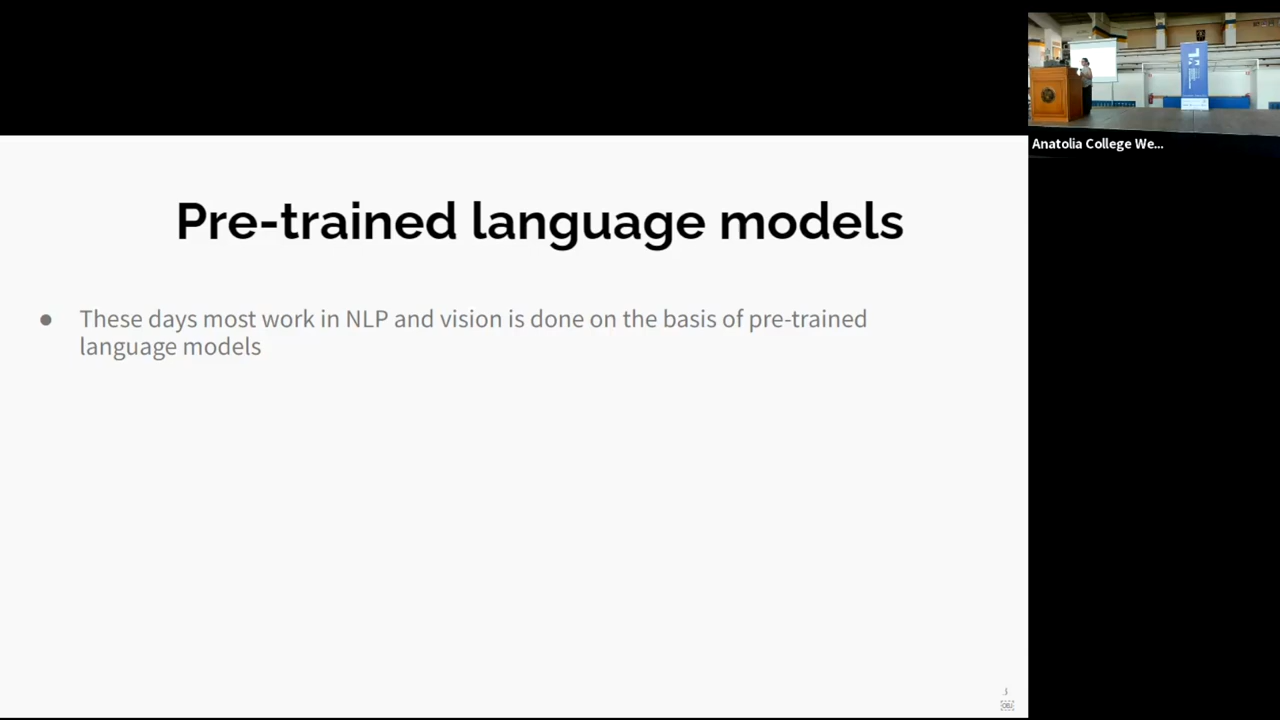 Pre-trained language models
● These days most work in NLP and vision is done on the basis of pre-trained
language models
Anatolia College We...